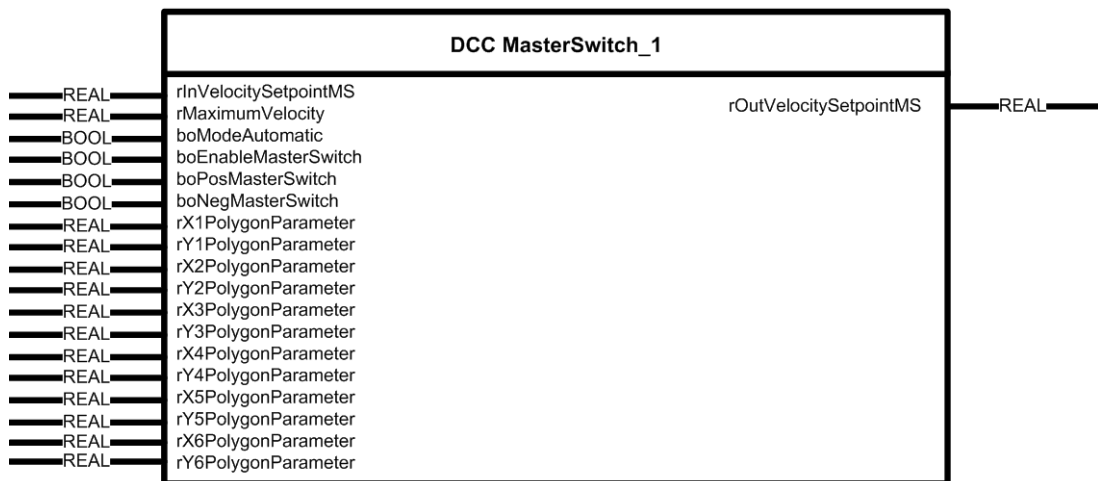 DCC MasterSwitch_1
REAL rInVelocitySetpointMS
rOutVelocitySetpointMS REAL
REAL rMaximumVelocity
BOOL boModeAutomatic
BOOL boEnableMasterSwitch
BOOL boPosMasterSwitch
BOOL boNegMasterSwitch
REAL rX1PolygonParameter
REAL rY1PolygonParameter
REAL rX2PolygonParameter
REAL rY2PolygonParameter
REAL rX3PolygonParameter
REAL rY3PolygonParameter
REAL rX4PolygonParameter
REAL rY4PolygonParameter
REAL rX5PolygonParameter
REAL rY5PolygonParameter
REAL rX6PolygonParameter
REAL rY6PolygonParameter